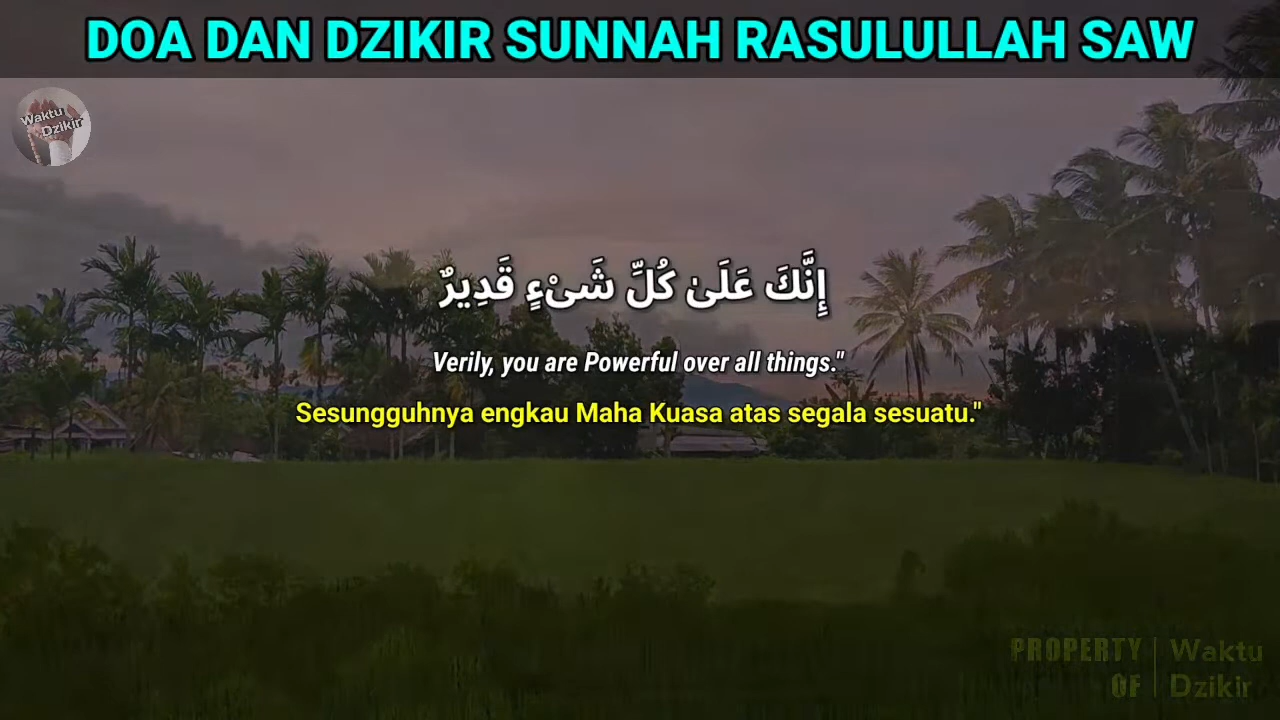 DOA DAN DZIKIR SUNNAH RASULULLAH SAW
Waktu
Dzikir
إِنَّكَ عَلَىٰ كُلِّ شَىْءٍ قَدِيرٌ
Verily, you are Powerful over all things."
Sesungguhnya engkau Maha Kuasa atas segala sesuatu."
PROPERTY OF | Waktu Dzikir